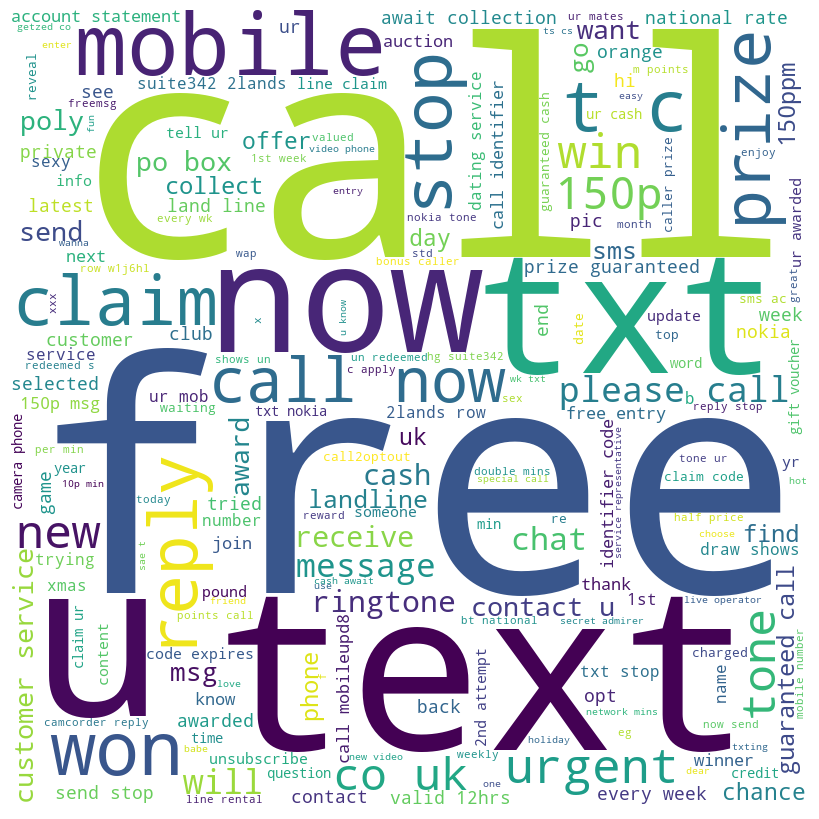 account statement
await collection
ur mates
national rate
getzed co
ur
want
ts cs
enter
mobile
auction
orange
m points
reveal
see
suite342 2lands
line claim
go
hi
freemsg
call
stop
t c
prize
150ppm
poly
fun
tell ur
offer
valued
video phone
dating service
call identifier
win
guaranteed cash
ur cash
easy
private
sexy
po box
1st week
caller prize
enjoy
info
collect
entry
150p
latest
land line
nokia tone
pic
month
send
every wk
day
sms
ur awarded
wanna
next
wap
std
bonus caller
prize guaranteed
great
row w1j6h1
now
txt
sms ac
claim
xxx
x
u know
end
date
update
week
customer
club
top
nokia
service
shows un
un redeemed
hg suite342
word
redeemed s
c apply
selected
call now
wk txt
please call
b
gift voucher
150p msg
ur mob
waiting
txt nokia
2lands row
sex
free entry
reply stop
free
camera phone
per min
award
uk
call2optout
identifier code
service representative
tone ur
yr
year
10p min
cash
double mins
special call
claim code
hot
game
today
reply
tried
number
landline
someone
reward
min
re
half price
find
new
join
receive
chat
choose
draw shows
trying
sae t
message
cash await
thank
xmas
pound
use
live operator
customer service
points call
friend
ringtone
contact u
1st
u
text
claim ur
content
code expires
call mobileupd8
bt national
secret admirer
charged
tone
guaranteed call
mobile number
msg
phone
txt stop
know
love
back
2nd attempt
opt
name
camcorder reply
awarded
network mins
now send
won
time
holiday
eg
txting
babe
unsubscribe
new video
weekly
winner
will
question
co uk
one
urgent
dear
credit
send stop
line rental
contact
valid 12hrs
every week
chance